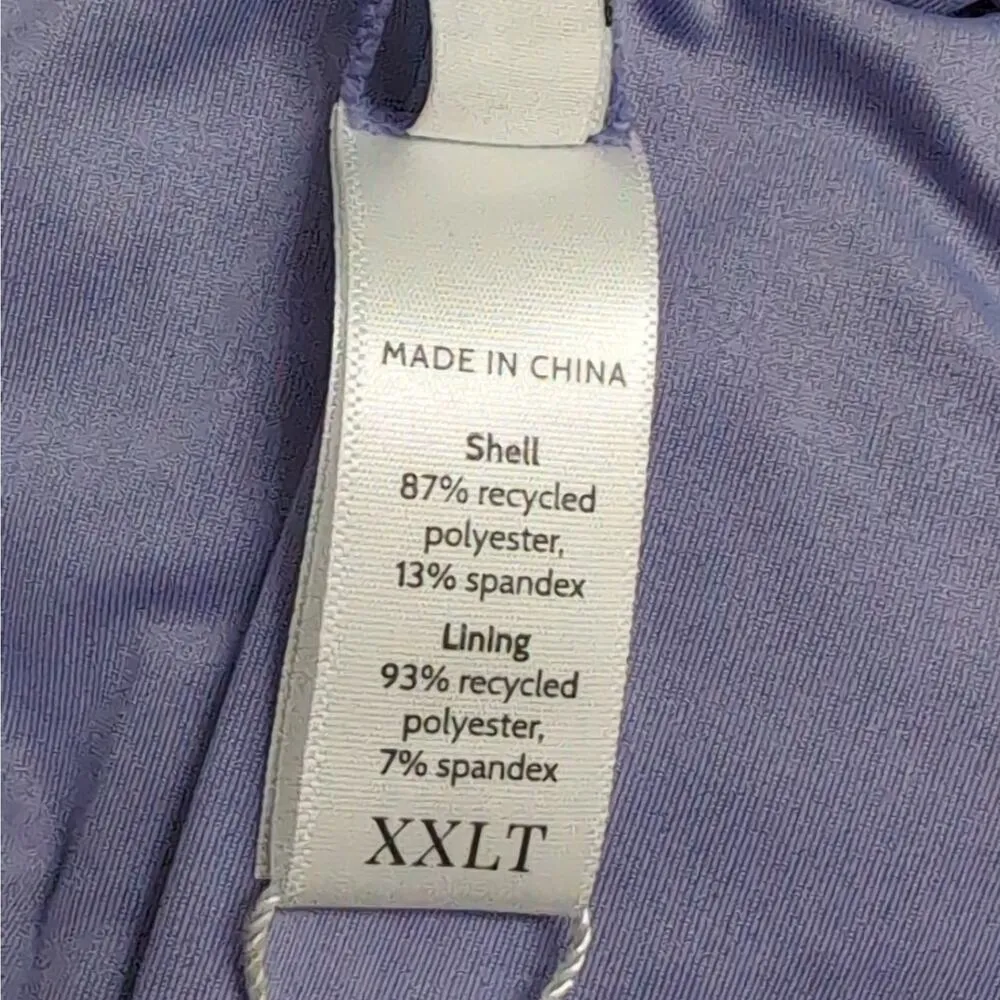 MADE IN CHINA
Shell
87% recycled
polyester,
13% spandex
Lining
93% recycled
polyester,
7% spandex
XXLT